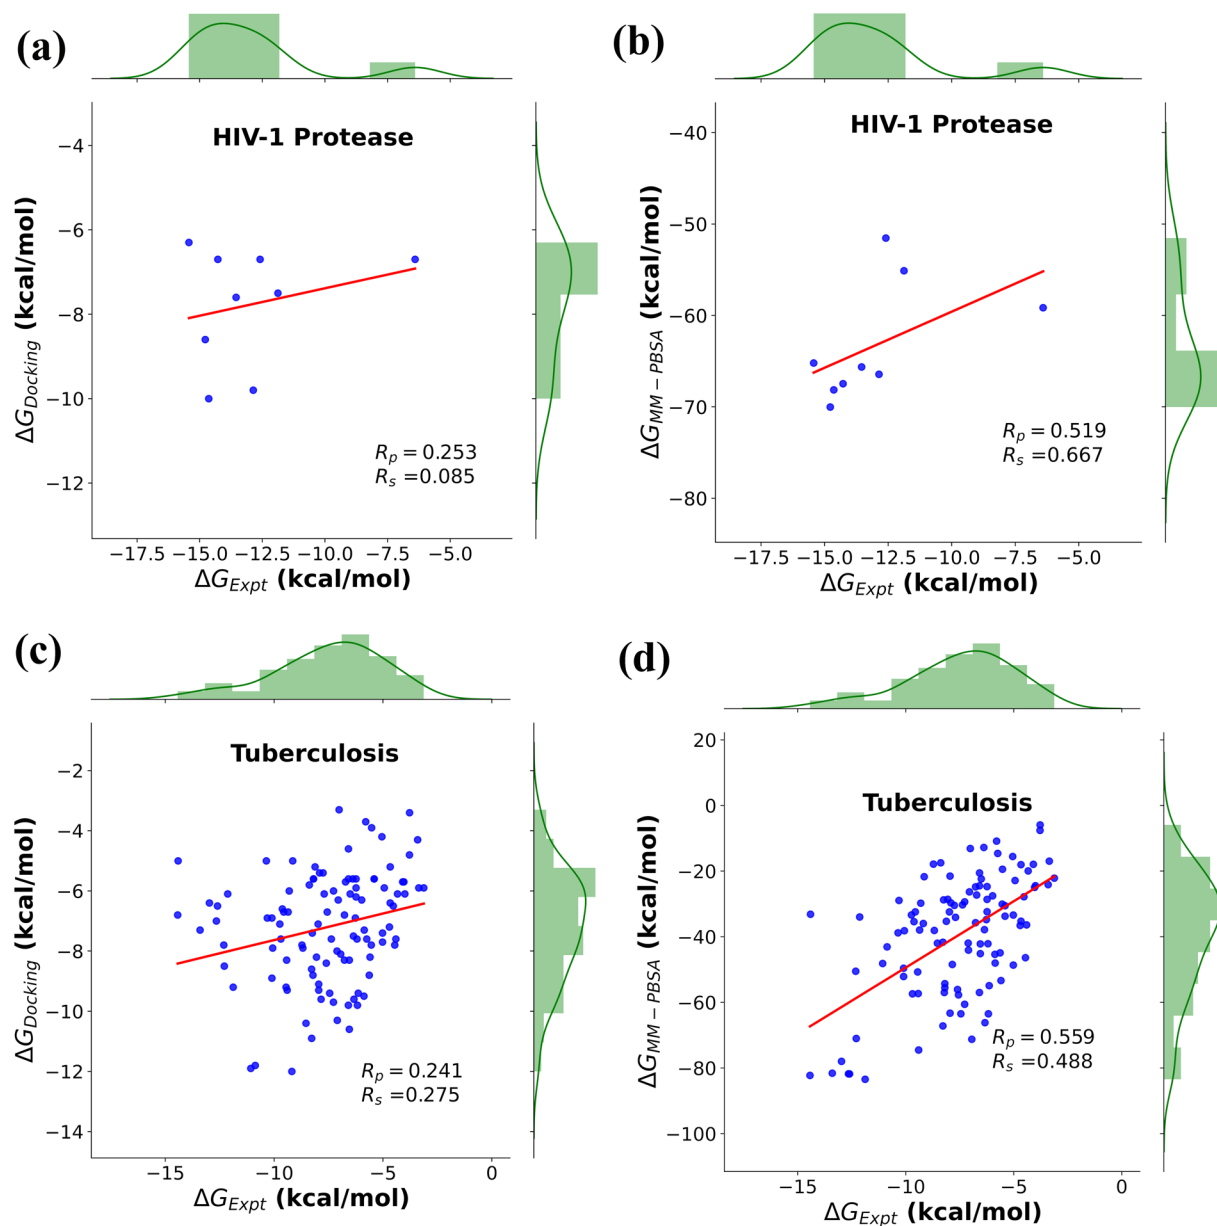 (a)
HIV-1 Protease
−4
−6
−8
−10
−12
ΔG_Docking (kcal/mol)
R_p = 0.253
R_s =0.085
−17.5 −15.0 −12.5 −10.0 −7.5 −5.0
ΔG_Expt (kcal/mol)
(b)
HIV-1 Protease
−40
−50
−60
−70
−80
ΔG_MM−PBSA (kcal/mol)
R_p = 0.519
R_s =0.667
−17.5 −15.0 −12.5 −10.0 −7.5 −5.0
ΔG_Expt (kcal/mol)
(c)
Tuberculosis
−2
−4
−6
−8
−10
−12
−14
ΔG_Docking (kcal/mol)
R_p = 0.241
R_s =0.275
−15 −10 −5 0
ΔG_Expt (kcal/mol)
(d)
Tuberculosis
20
0
−20
−40
−60
−80
−100
ΔG_MM−PBSA (kcal/mol)
R_p = 0.559
R_s =0.488
−15 −10 −5 0
ΔG_Expt (kcal/mol)